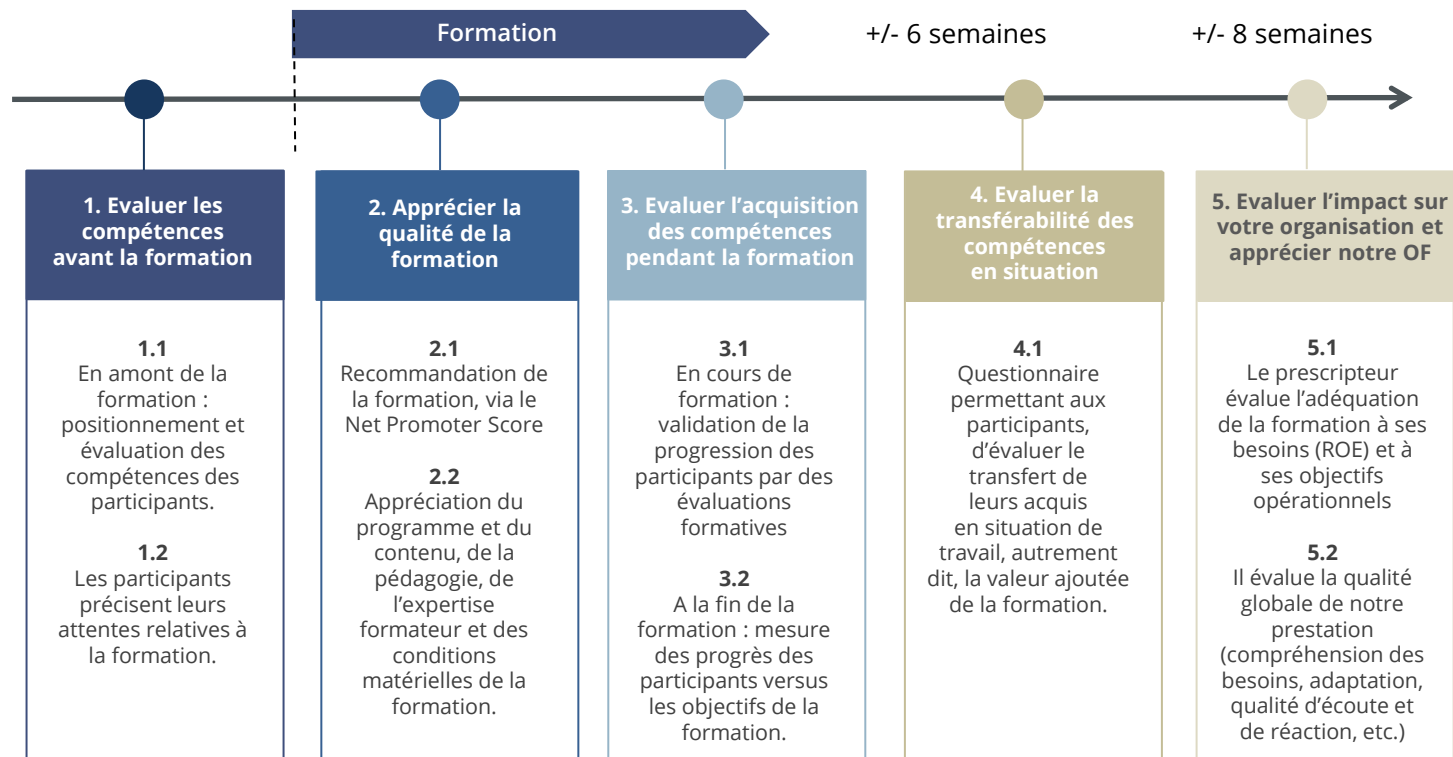 Formation
+/- 6 semaines
+/- 8 semaines
1. Evaluer les
compétences
avant la formation
2. Apprécier la
qualité de la
formation
3. Evaluer l’acquisition
des compétences
pendant la formation
4. Evaluer la
transférabilité des
compétences
en situation
5. Evaluer l’impact sur
votre organisation et
apprécier notre OF
1.1
En amont de la
formation :
positionnement et
évaluation des
compétences des
participants.
1.2
Les participants
précisent leurs
attentes relatives à
la formation.
2.1
Recommandation de
la formation, via le
Net Promoter Score
2.2
Appréciation du
programme et du
contenu, de la
pédagogie, de
l’expertise
formateur et des
conditions
matérielles de la
formation.
3.1
En cours de
formation :
validation de la
progression des
participants par des
évaluations
formatives
3.2
A la fin de la
formation : mesure
des progrès des
participants versus
les objectifs de la
formation.
4.1
Questionnaire
permettant aux
participants,
d’évaluer le
transfert de
leurs acquis
en situation de
travail, autrement
dit, la valeur ajoutée
de la formation.
5.1
Le prescripteur
évalue l’adéquation
de la formation à ses
besoins (ROE) et à
ses objectifs
opérationnels
5.2
Il évalue la qualité
globale de notre
prestation
(compréhension des
besoins, adaptation,
qualité d’écoute et
de réaction, etc.)